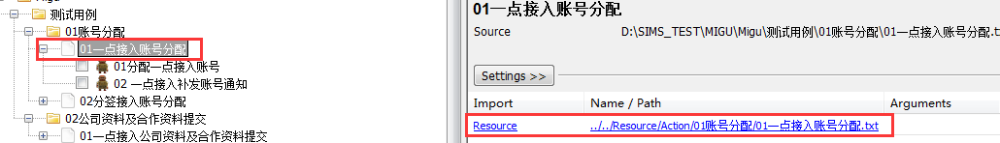 测试用例
01账号分配
01一点接入账号分配
01分配一点接入账号
02 一点接入补发账号通知
02分签接入账号分配
02公司资料及合作资料提交
01一点接入公司资料及合作资料提交
01一点接入账号分配
Source D:\SIMS_TEST\MIGU\Migu\测试用例\01账号分配\01一点接入账号分配.t
Settings >>
Import Name / Path Arguments
Resource ../../Resource/Action/01账号分配/01一点接入账号分配.txt